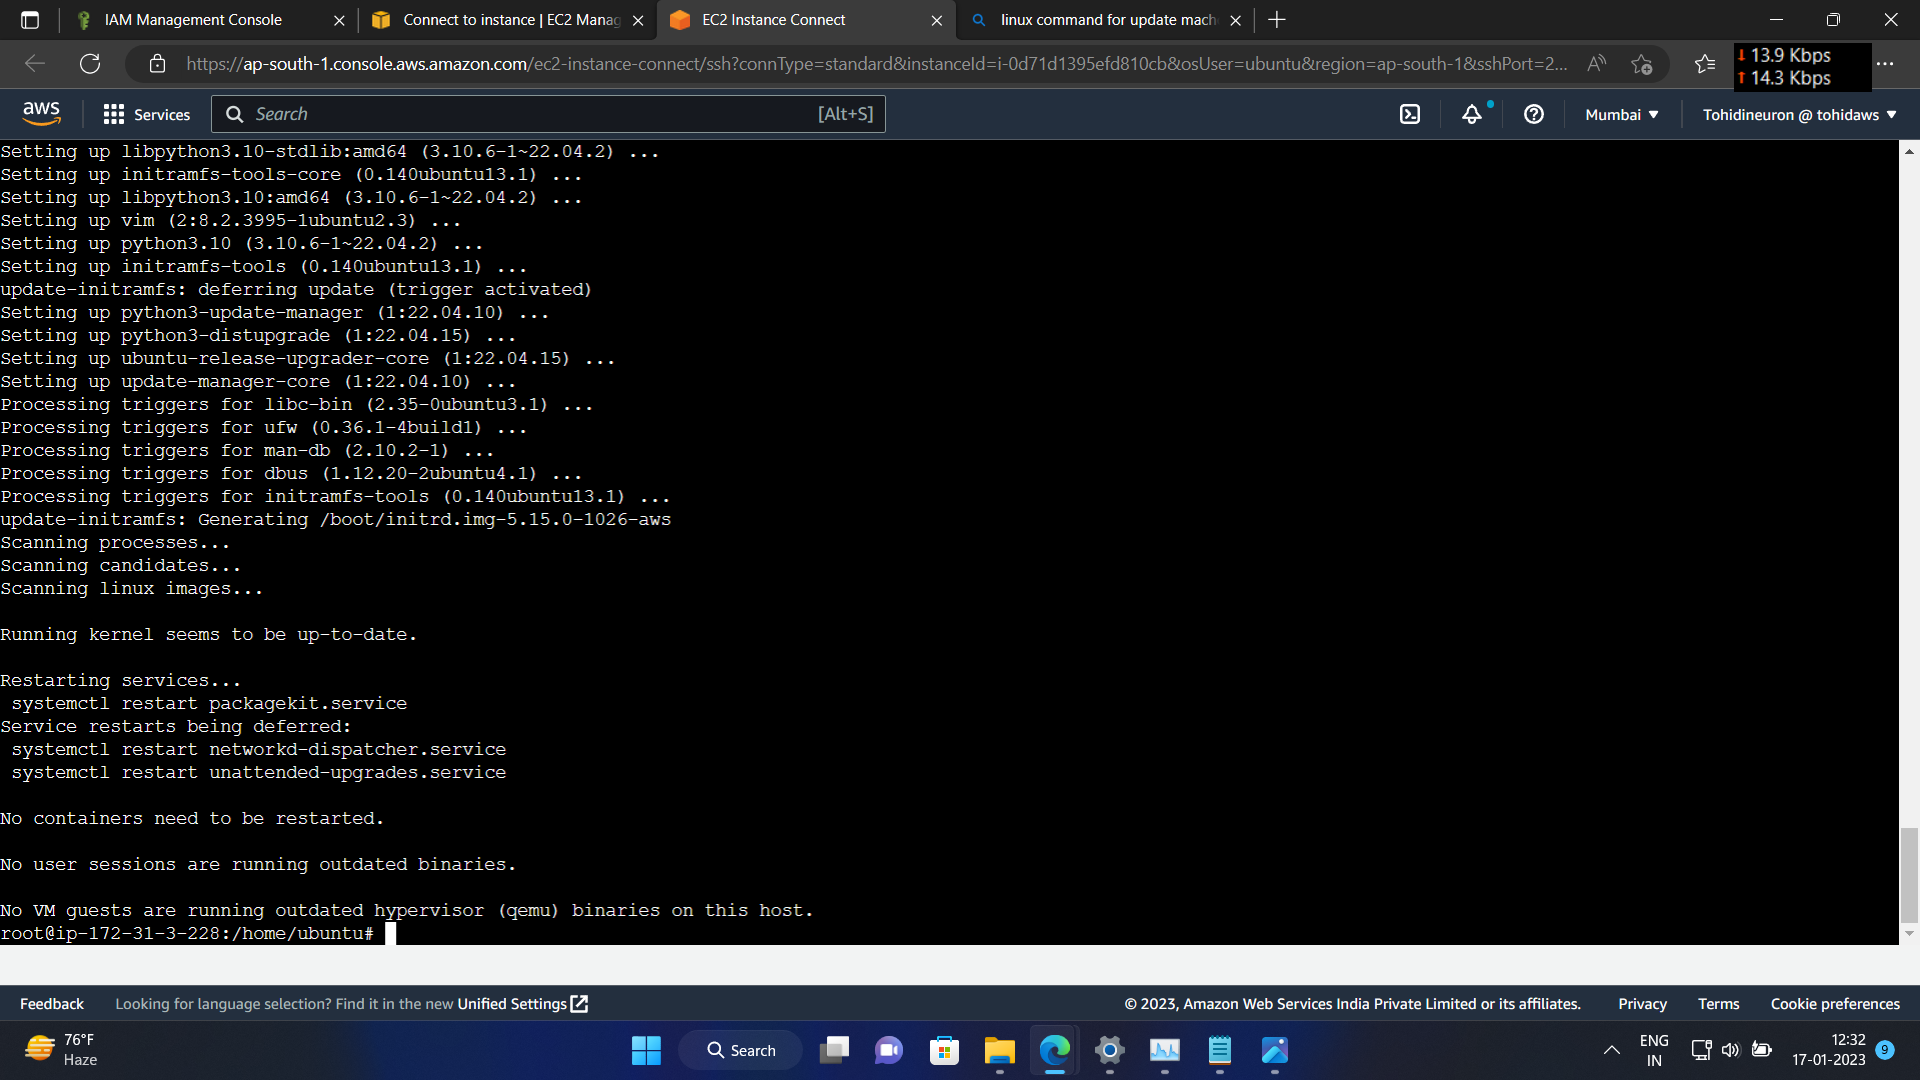 IAM Management Console
Connect to instance | EC2 Manag
EC2 Instance Connect
linux command for update mach
https://ap-south-1.console.aws.amazon.com/ec2-instance-connect/ssh?connType=standard&instanceId=i-0d71d1395efd810cb&osUser=ubuntu&region=ap-south-1&sshPort=2...
13.9 Kbps
14.3 Kbps
aws
Services
Search
[Alt+S]
Mumbai
Tohidineuron @ tohidaws
Setting up libpython3.10-stdlib:amd64 (3.10.6-1~22.04.2) ...
Setting up initramfs-tools-core (0.140ubuntu13.1) ...
Setting up libpython3.10:amd64 (3.10.6-1~22.04.2) ...
Setting up vim (2:8.2.3995-1ubuntu2.3) ...
Setting up python3.10 (3.10.6-1~22.04.2) ...
Setting up initramfs-tools (0.140ubuntu13.1) ...
update-initramfs: deferring update (trigger activated)
Setting up python3-update-manager (1:22.04.10) ...
Setting up python3-distupgrade (1:22.04.15) ...
Setting up ubuntu-release-upgrader-core (1:22.04.15) ...
Setting up update-manager-core (1:22.04.10) ...
Processing triggers for libc-bin (2.35-0ubuntu3.1) ...
Processing triggers for ufw (0.36.1-4build1) ...
Processing triggers for man-db (2.10.2-1) ...
Processing triggers for dbus (1.12.20-2ubuntu4.1) ...
Processing triggers for initramfs-tools (0.140ubuntu13.1) ...
update-initramfs: Generating /boot/initrd.img-5.15.0-1026-aws
Scanning processes...
Scanning candidates...
Scanning linux images...
Running kernel seems to be up-to-date.
Restarting services...
systemctl restart packagekit.service
Service restarts being deferred:
systemctl restart networkd-dispatcher.service
systemctl restart unattended-upgrades.service
No containers need to be restarted.
No user sessions are running outdated binaries.
No VM guests are running outdated hypervisor (qemu) binaries on this host.
root@ip-172-31-3-228:/home/ubuntu#
Feedback
Looking for language selection? Find it in the new Unified Settings
© 2023, Amazon Web Services India Private Limited or its affiliates.
Privacy
Terms
Cookie preferences
76°F
Haze
Search
ENG
IN
12:32
17-01-2023
9